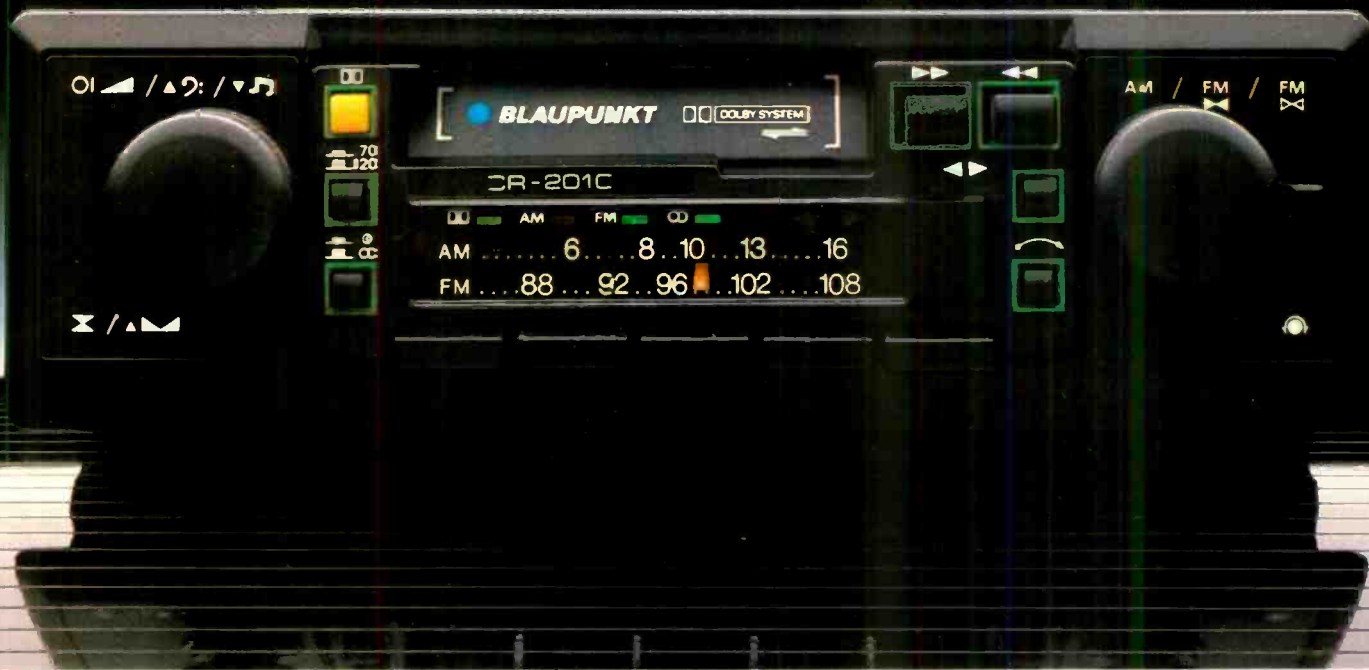 AM / FM / FM
70
120
BLAUPUNKT DOLBY SYSTEM
CR-201C
AM FM
AM ....... 6 .... 8..10...13....16
FM ....88...92..96 ..102....108